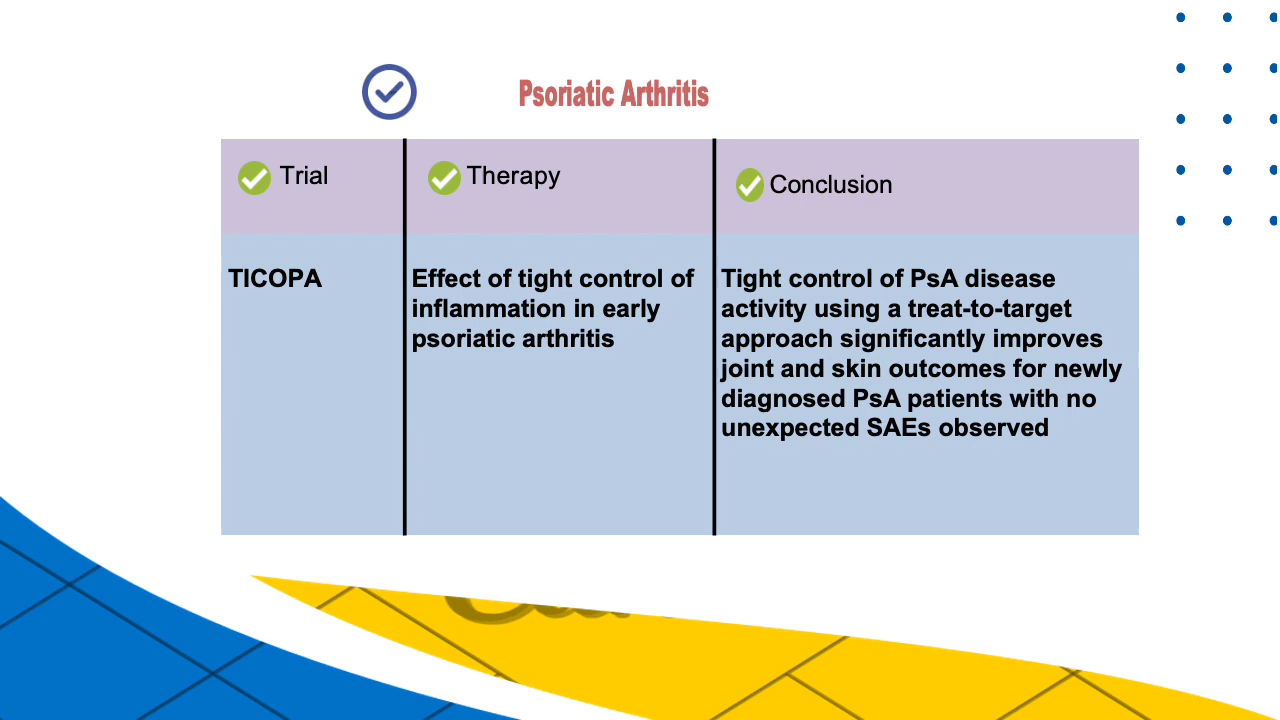 Psoriatic Arthritis
Trial
Therapy
Conclusion
TICOPA
Effect of tight control of
inflammation in early
psoriatic arthritis
Tight control of PsA disease
activity using a treat-to-target
approach significantly improves
joint and skin outcomes for newly
diagnosed PsA patients with no
unexpected SAEs observed